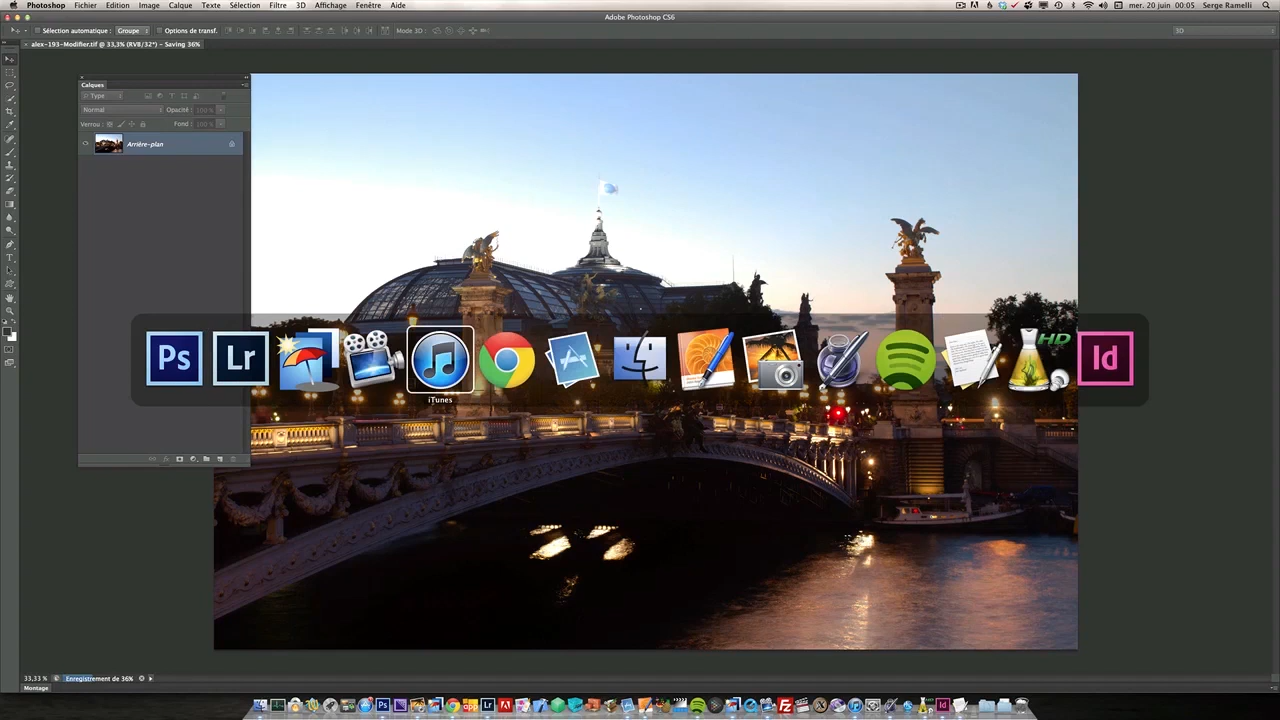 Photoshop Fichier Edition Image Calque Texte Sélection Filtre 3D Affichage Fenêtre Aide mer. 20 juin 00:05 Serge Ramelli
Adobe Photoshop CS6
Sélection automatique : Groupe Options de transf. Mode 3D : 3D
alex-193-Modifier.tif @ 33,3% (RVB/32*) - Saving 36%
Calques
Type
Normal Opacité : 100%
Verrou : Fond : 100%
Arrière-plan
Ps Lr HD Id
iTunes
33,33% Enregistrement de 36%
Montage